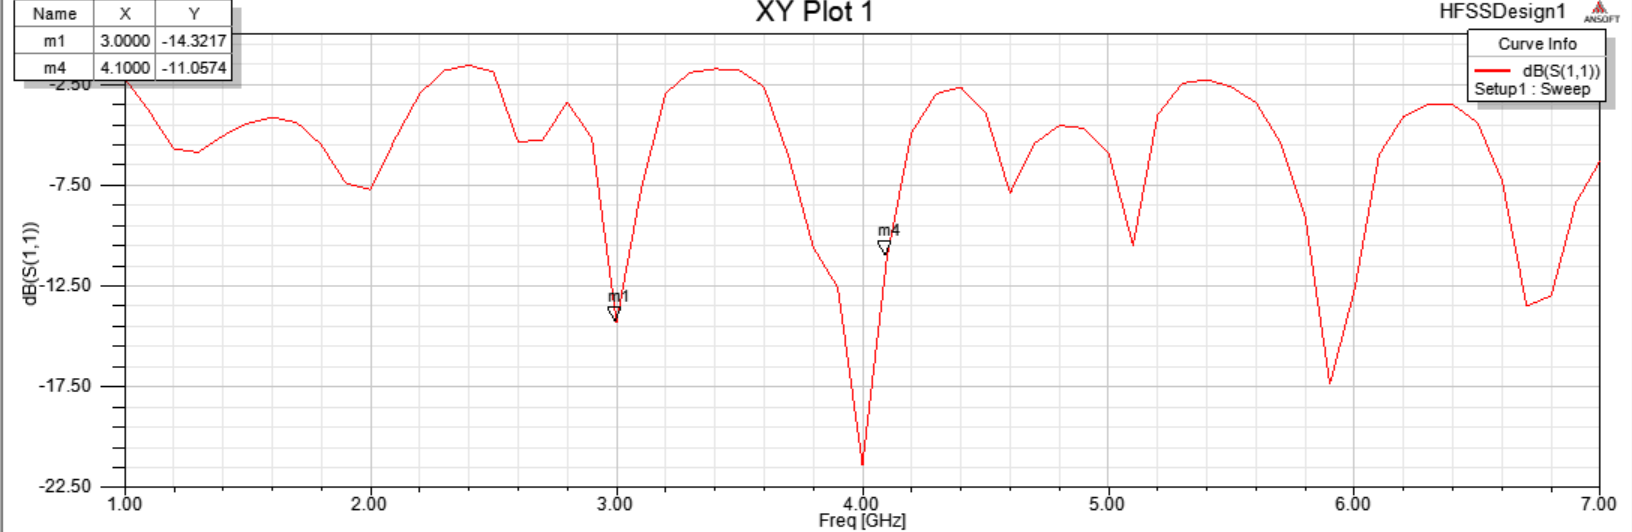 XY Plot 1
HFSSDesign1
ANSOFT
Name X Y
m1 3.0000 -14.3217
m4 4.1000 -11.0574
Curve Info
dB(S(1,1))
Setup1 : Sweep
dB(S(1,1))
-2.50
-7.50
-12.50
-17.50
-22.50
m1
m4
1.00 2.00 3.00 4.00 5.00 6.00 7.00
Freq [GHz]